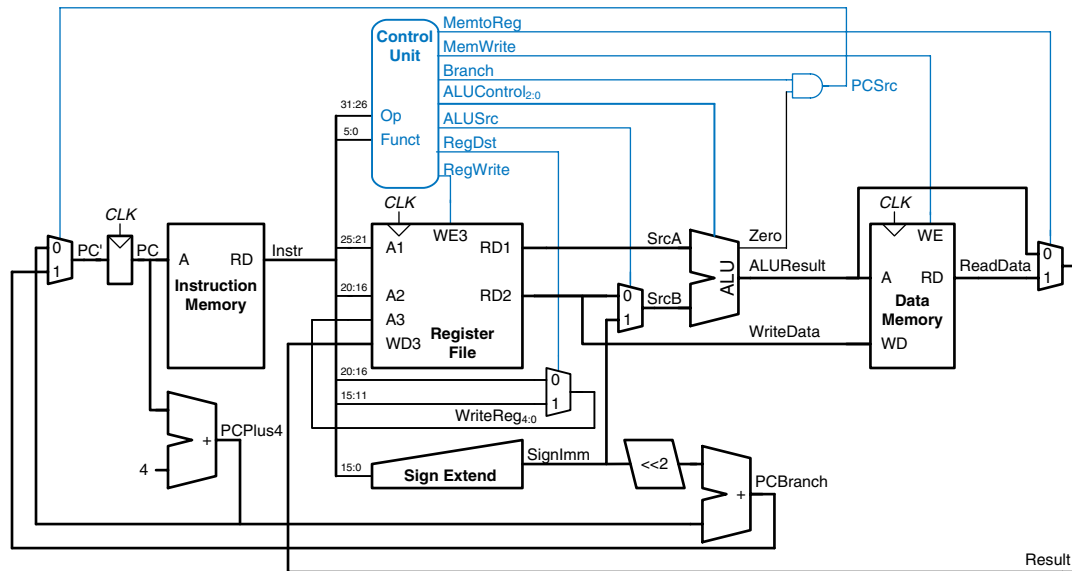 MemtoReg
Control
Unit
MemWrite
Branch
ALUControl2:0
PCSrc
31:26
Op
ALUSrc
5:0
Funct
RegDst
RegWrite
CLK
CLK
CLK
0
1
PC'
PC
A
RD
Instruction
Memory
Instr
25:21
A1
WE3
RD1
SrcA
Zero
WE
0
1
20:16
A2
RD2
0
1
SrcB
ALU
ALUResult
A
RD
ReadData
Data
Memory
A3
WD3
Register
File
WriteData
WD
20:16
0
15:11
1
WriteReg4:0
PCPlus4
+
4
15:0
Sign Extend
SignImm
<<2
+
PCBranch
Result